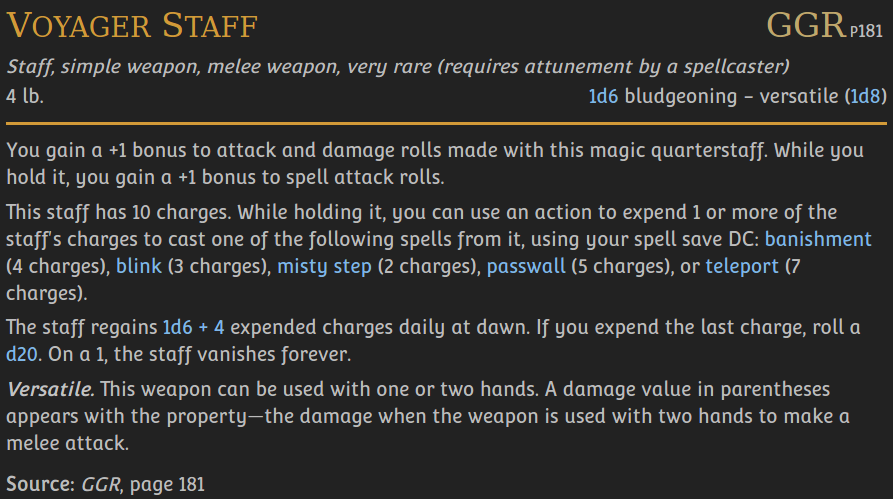 Voyager Staff GGR P181
Staff, simple weapon, melee weapon, very rare (requires attunement by a spellcaster)
4 lb. 1d6 bludgeoning – versatile (1d8)
You gain a +1 bonus to attack and damage rolls made with this magic quarterstaff. While you
hold it, you gain a +1 bonus to spell attack rolls.
This staff has 10 charges. While holding it, you can use an action to expend 1 or more of the
staff's charges to cast one of the following spells from it, using your spell save DC: banishment
(4 charges), blink (3 charges), misty step (2 charges), passwall (5 charges), or teleport (7
charges).
The staff regains 1d6 + 4 expended charges daily at dawn. If you expend the last charge, roll a
d20. On a 1, the staff vanishes forever.
Versatile. This weapon can be used with one or two hands. A damage value in parentheses
appears with the property—the damage when the weapon is used with two hands to make a
melee attack.
Source: GGR, page 181